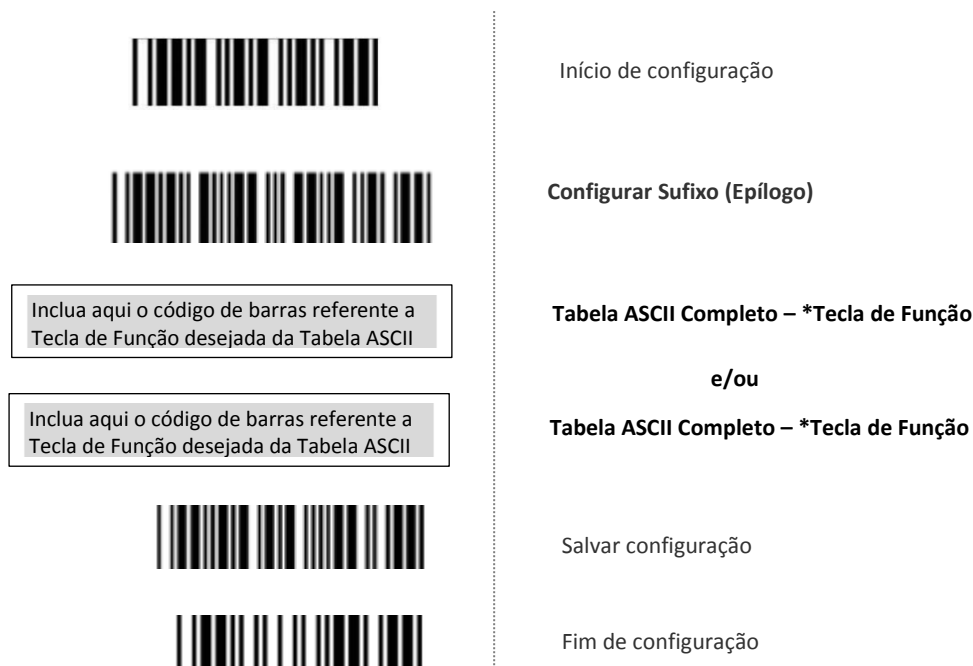 Início de configuração
Configurar Sufixo (Epílogo)
Inclua aqui o código de barras referente a
Tecla de Função desejada da Tabela ASCII
Tabela ASCII Completo – *Tecla de Função
e/ou
Inclua aqui o código de barras referente a
Tecla de Função desejada da Tabela ASCII
Tabela ASCII Completo – *Tecla de Função
Salvar configuração
Fim de configuração